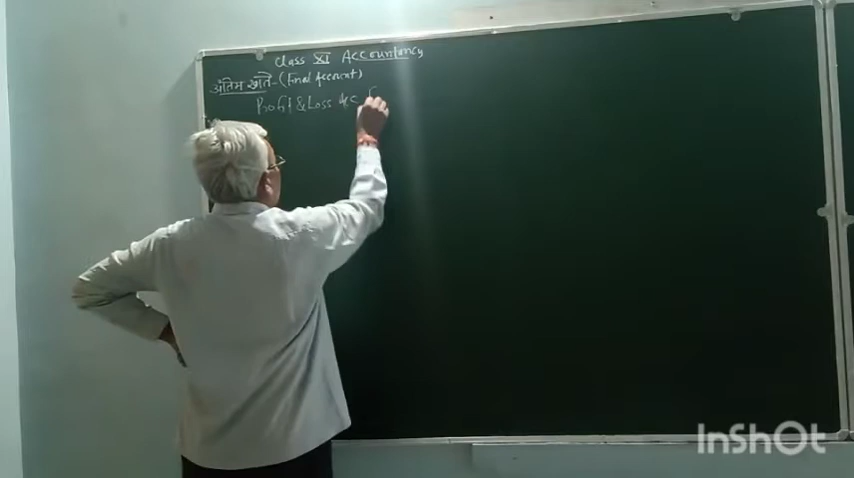 Class XI Accountancy
अंतिम खाते - (Final Account)
Profit & Loss A/c
InShOt